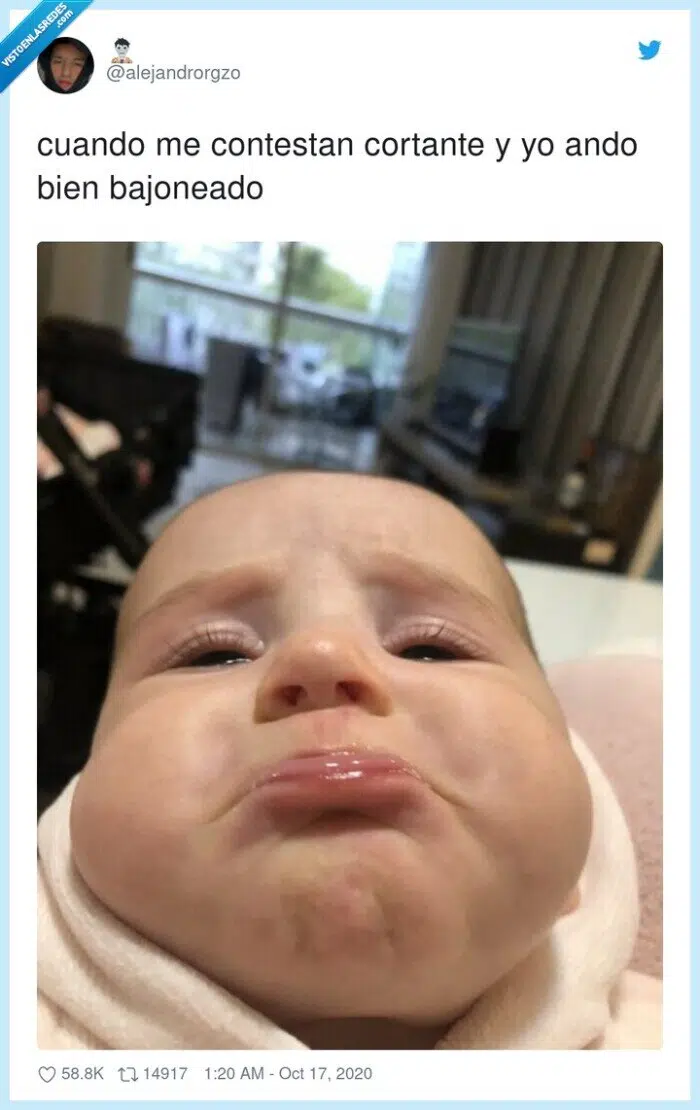 VISTOENLASREDES
.com
@alejandrorgzo
cuando me contestan cortante y yo ando
bien bajoneado
58.8K 14917 1:20 AM - Oct 17, 2020